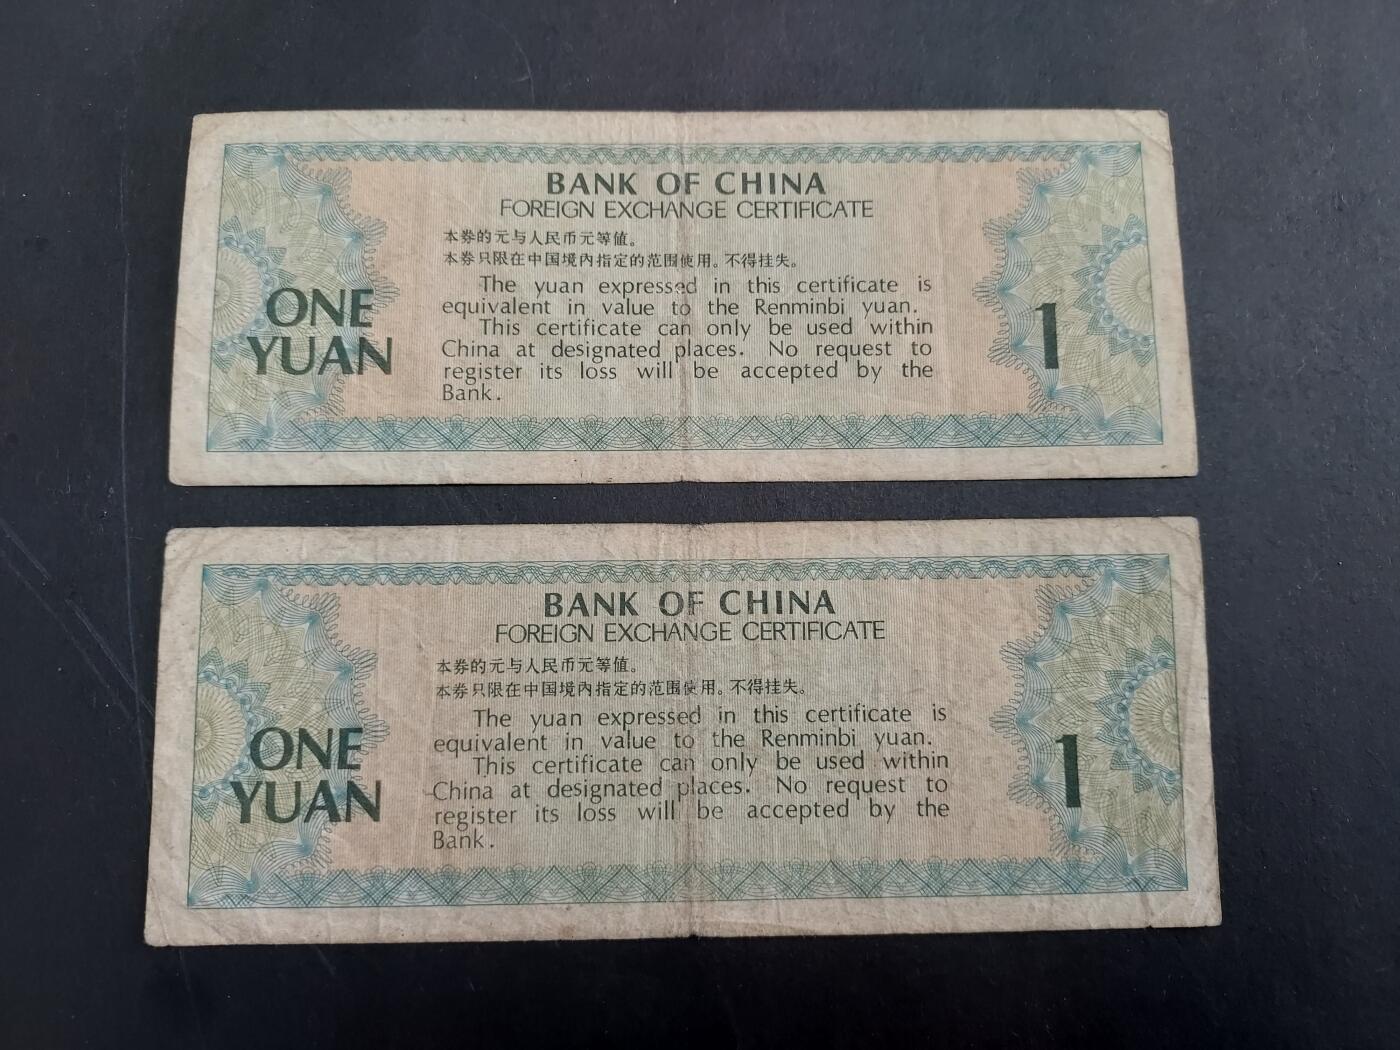 BANK OF CHINA
FOREIGN EXCHANGE CERTIFICATE
本券的元与人民币元等值。
本券只限在中国境内指定的范围使用。不得挂失。
The yuan expressed in this certificate is
equivalent in value to the Renminbi yuan.
This certificate can only be used within
China at designated places. No request to
register its loss will be accepted by the
Bank.
ONE
YUAN
1
BANK OF CHINA
FOREIGN EXCHANGE CERTIFICATE
本券的元与人民币元等值。
本券只限在中国境内指定的范围使用。不得挂失。
The yuan expressed in this certificate is
equivalent in value to the Renminbi yuan.
This certificate can only be used within
China at designated places. No request to
register its loss will be accepted by the
Bank.
ONE
YUAN
1